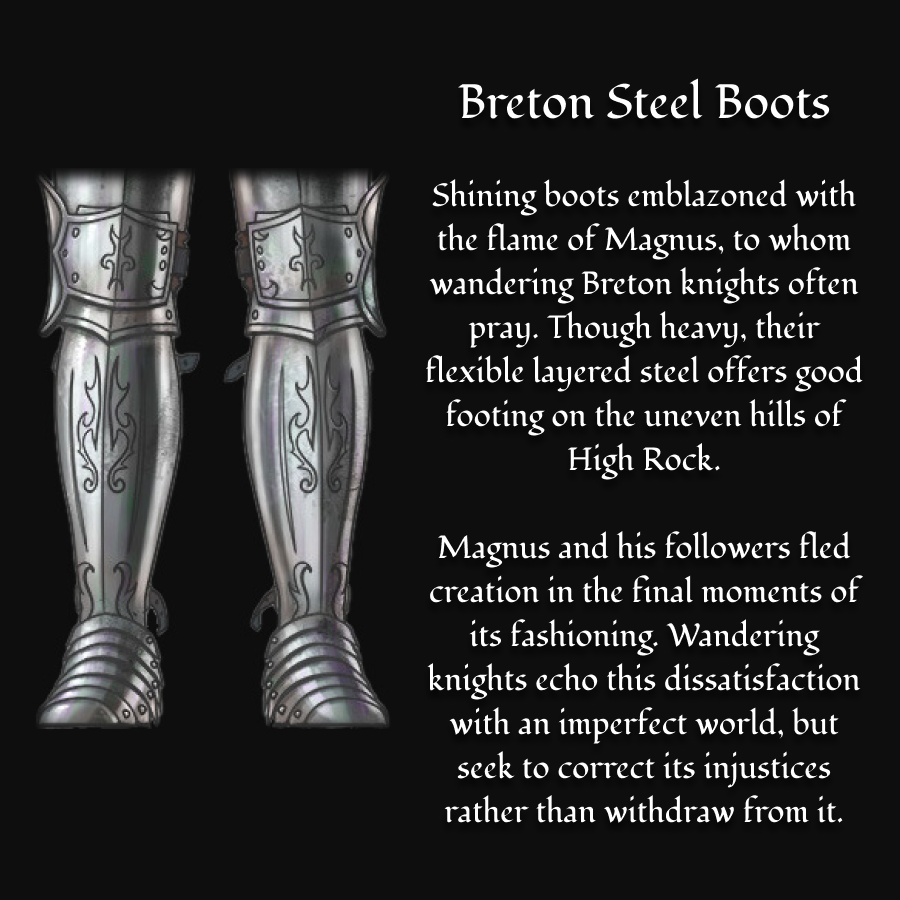 Breton Steel Boots
Shining boots emblazoned with
the flame of Magnus, to whom
wandering Breton knights often
pray. Though heavy, their
flexible layered steel offers good
footing on the uneven hills of
High Rock.
Magnus and his followers fled
creation in the final moments of
its fashioning. Wandering
knights echo this dissatisfaction
with an imperfect world, but
seek to correct its injustices
rather than withdraw from it.